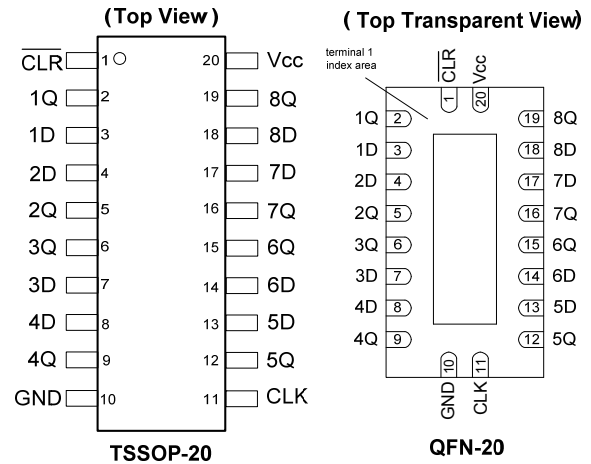 (Top View)
CLR 1 20 Vcc
1Q 2 19 8Q
1D 3 18 8D
2D 4 17 7D
2Q 5 16 7Q
3Q 6 15 6Q
3D 7 14 6D
4D 8 13 5D
4Q 9 12 5Q
GND 10 11 CLK
TSSOP-20
( Top Transparent View)
terminal 1
index area
CLR Vcc
1 20
1Q 2 19 8Q
1D 3 18 8D
2D 4 17 7D
2Q 5 16 7Q
3Q 6 15 6Q
3D 7 14 6D
4D 8 13 5D
4Q 9 12 5Q
10 11
GND CLK
QFN-20